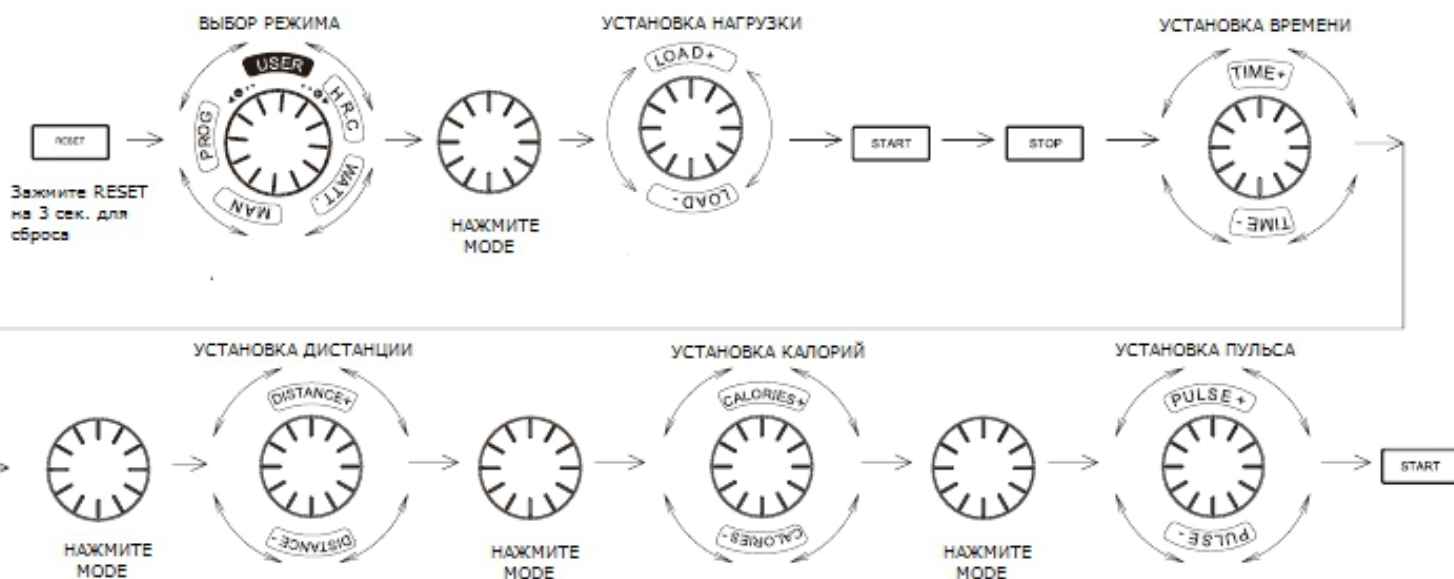 ВЫБОР РЕЖИМА
УСТАНОВКА НАГРУЗКИ
УСТАНОВКА ВРЕМЕНИ
RESET
Зажмите RESET
на 3 сек. для
сброса
USER
H.R.C
WATT.
MAN
PROG
НАЖМИТЕ
MODE
LOAD+
LOAD-
START
STOP
TIME+
TIME-
УСТАНОВКА ДИСТАНЦИИ
УСТАНОВКА КАЛОРИЙ
УСТАНОВКА ПУЛЬСА
НАЖМИТЕ
MODE
DISTANCE+
DISTANCE-
НАЖМИТЕ
MODE
CALORIES+
CALORIES-
НАЖМИТЕ
MODE
PULSE+
PULSE-
START